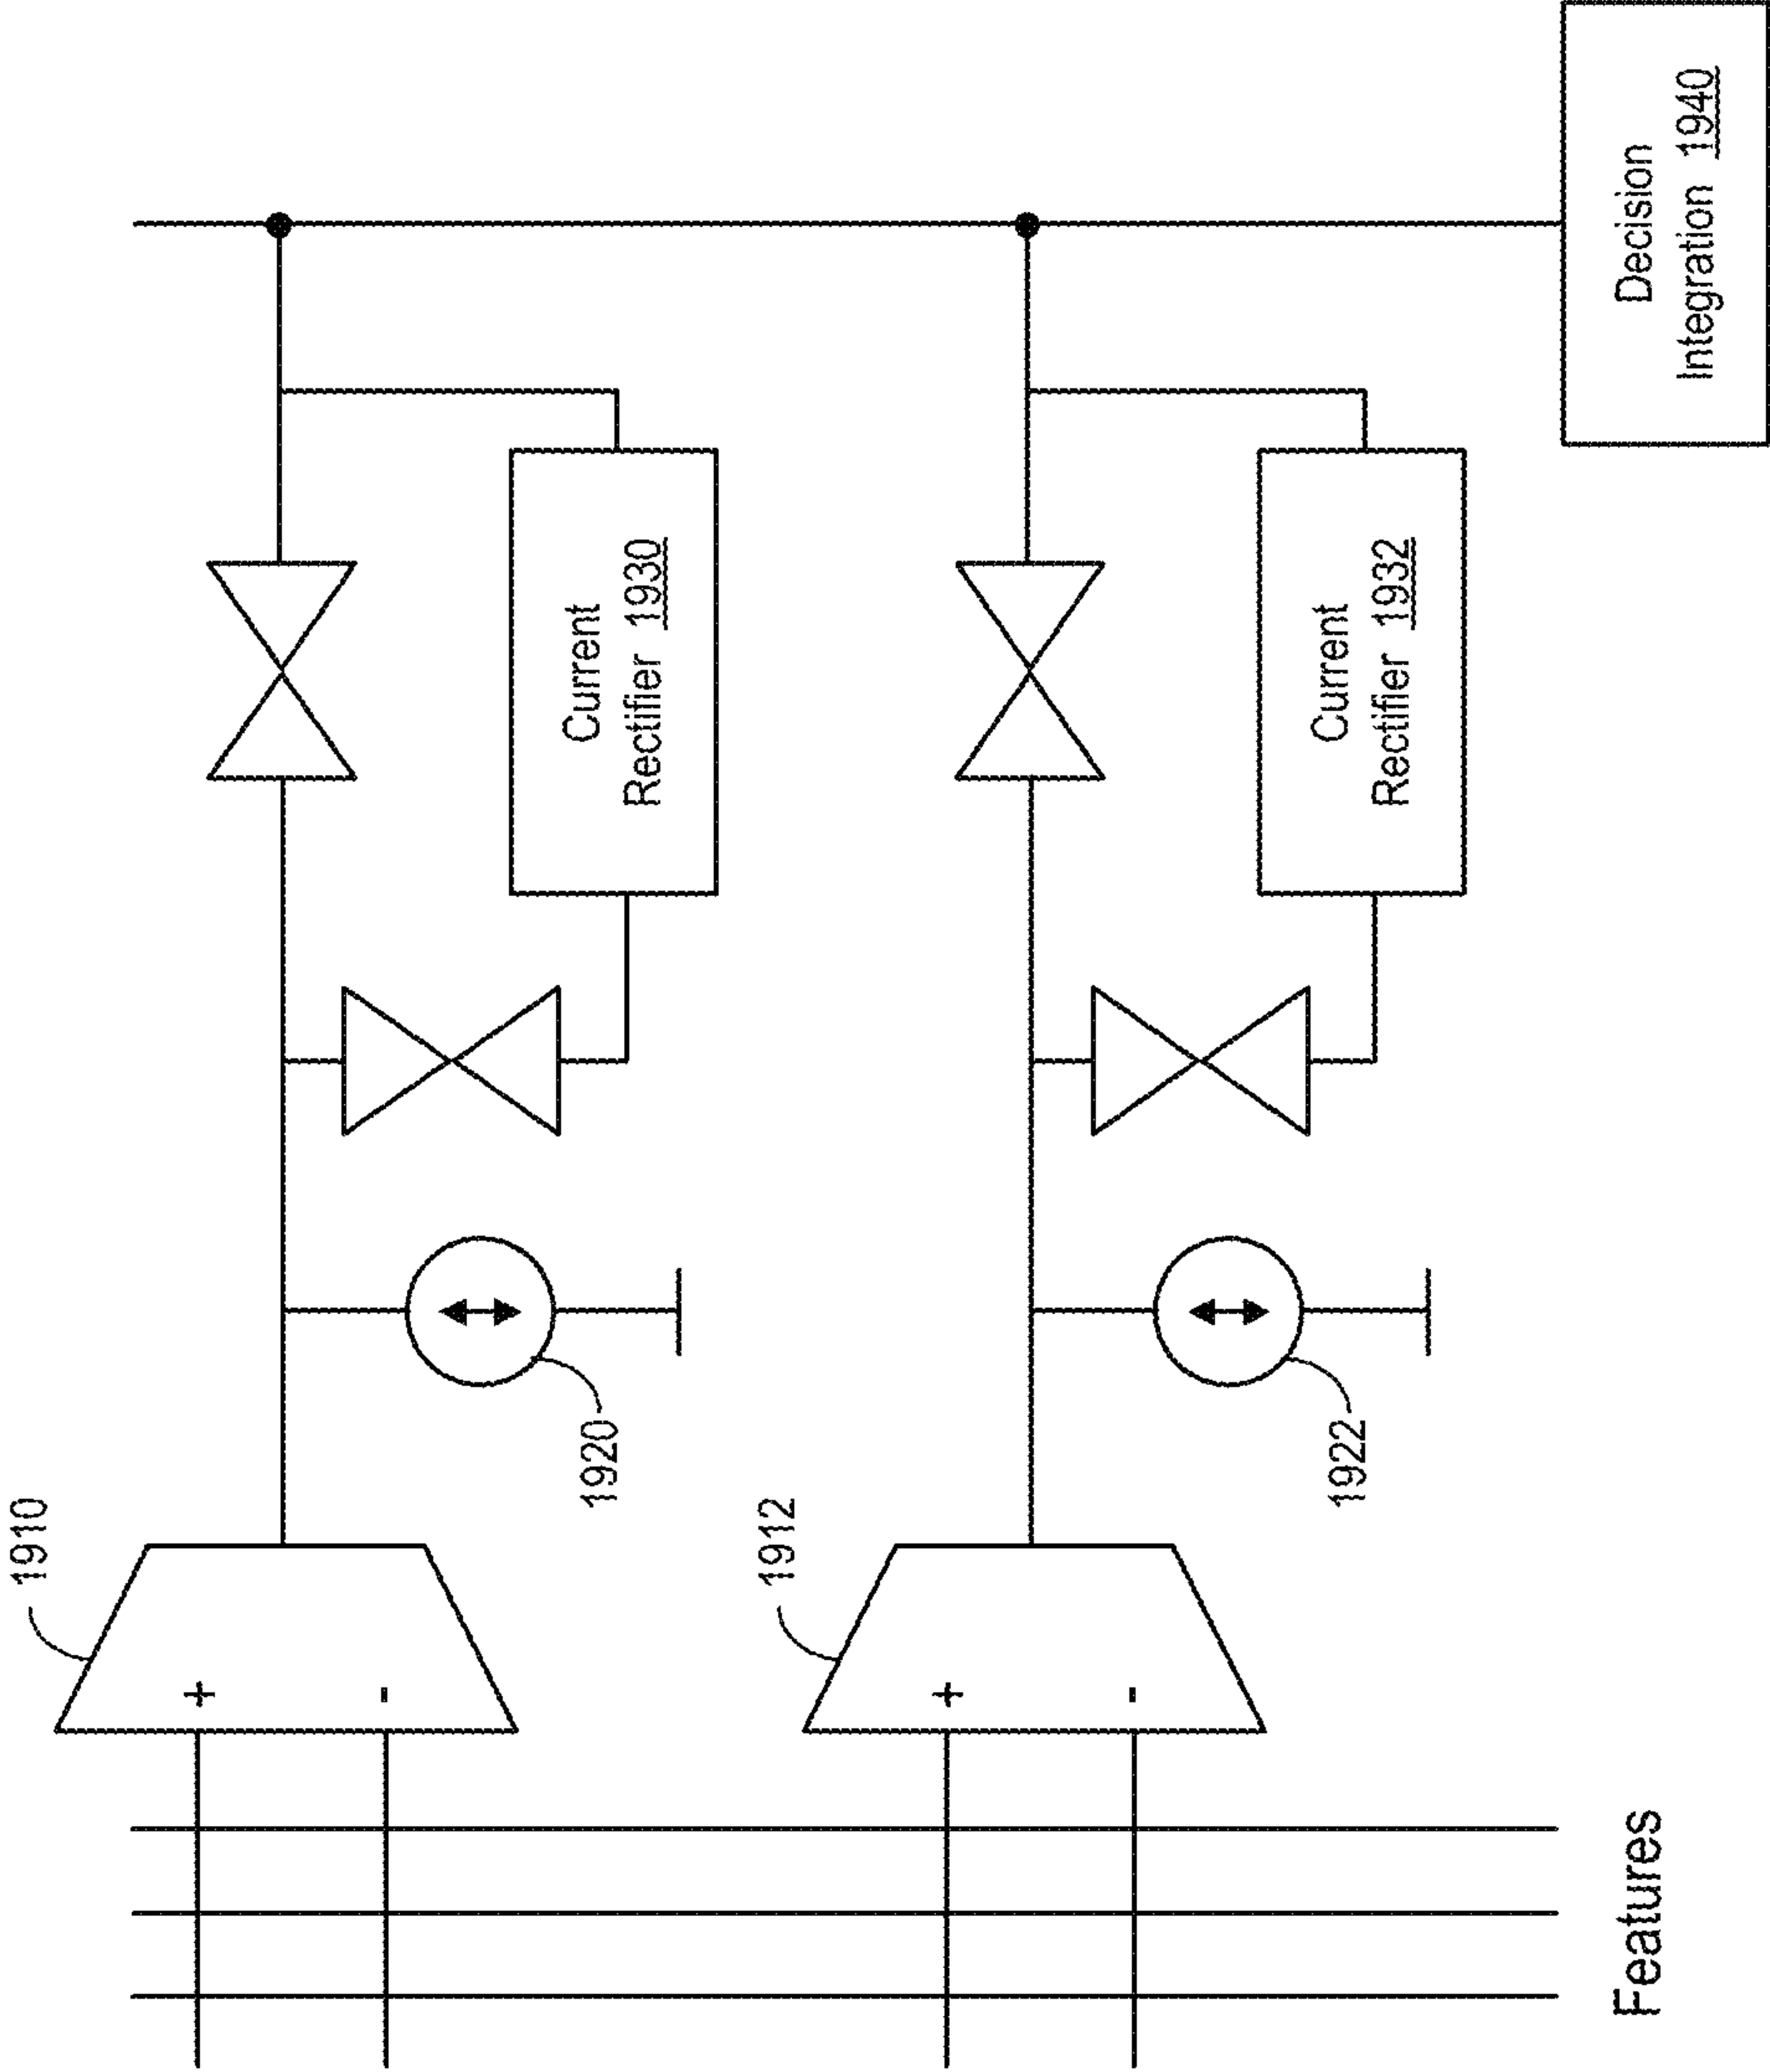 1910
+
-
1920
Current
Rectifier 1930
1912
+
-
1922
Current
Rectifier 1932
Features
Decision
Integration 1940